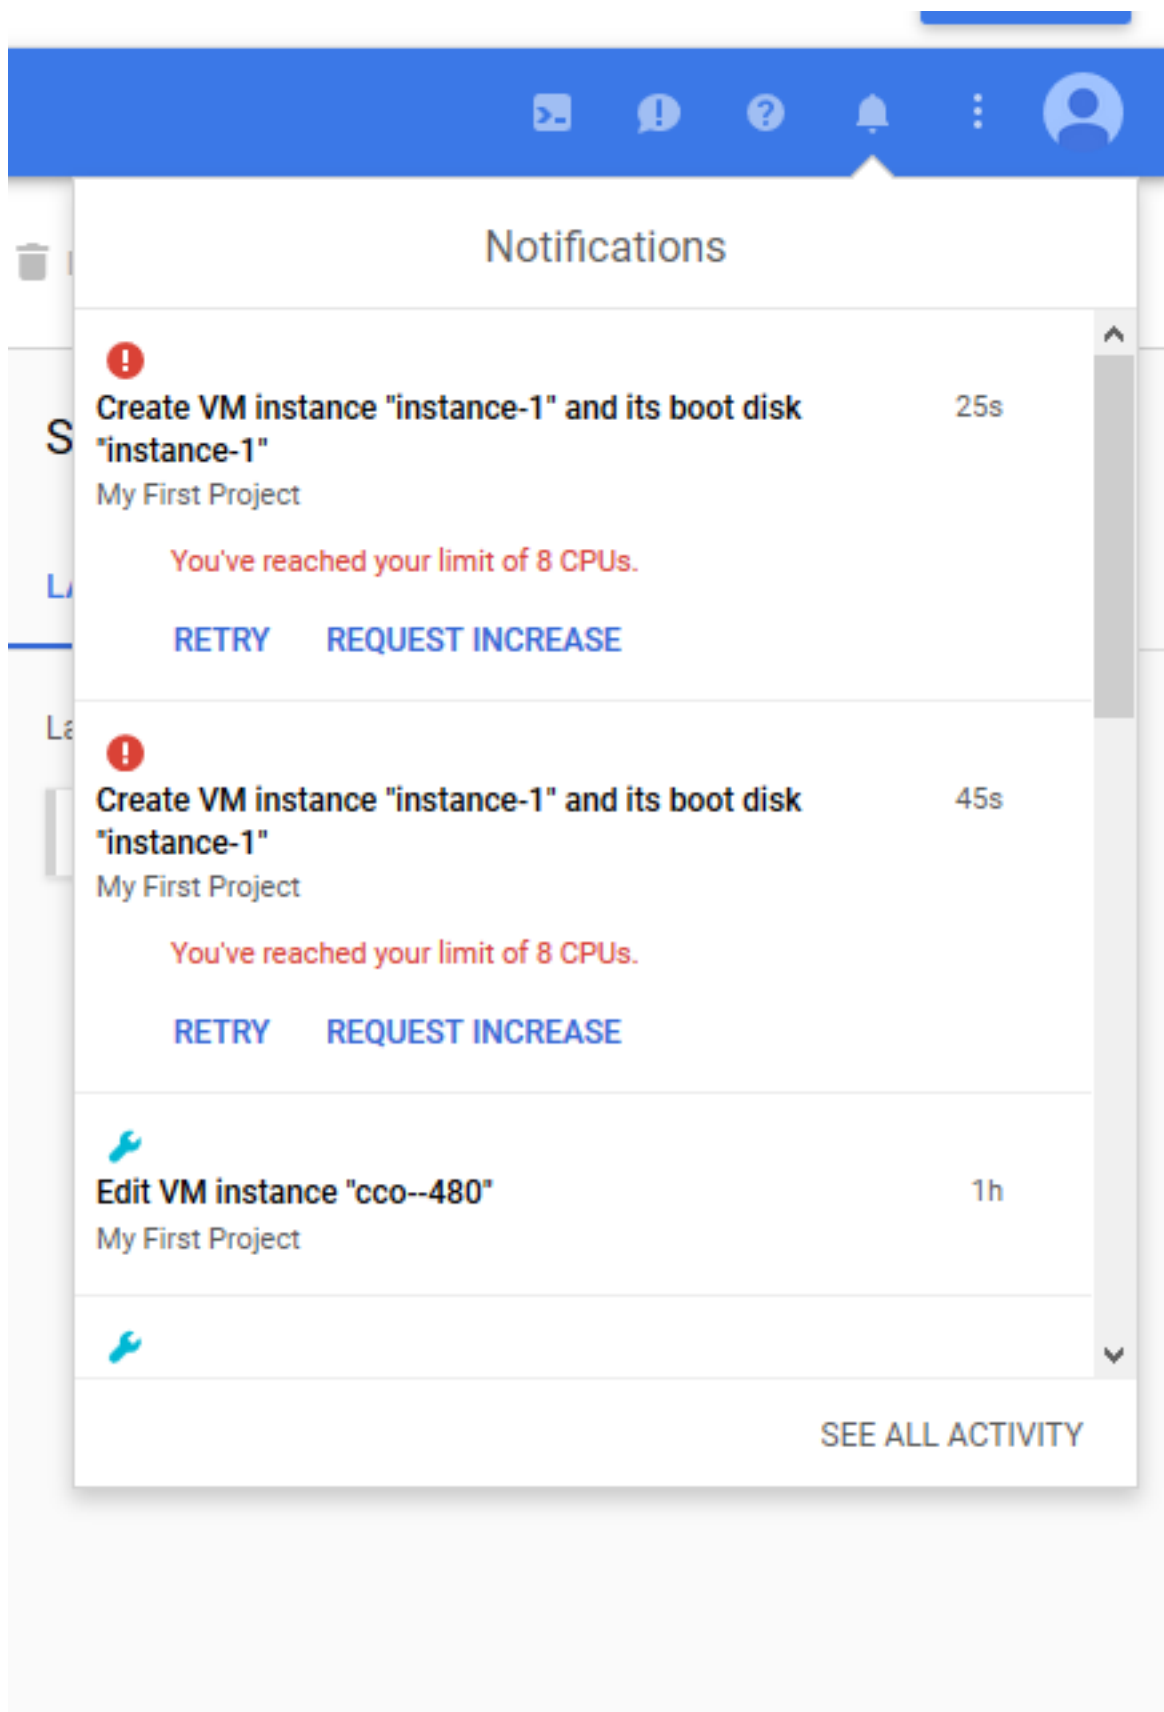 Notifications
Create VM instance "instance-1" and its boot disk
"instance-1"
25s
My First Project
You've reached your limit of 8 CPUs.
RETRY
REQUEST INCREASE
Create VM instance "instance-1" and its boot disk
"instance-1"
45s
My First Project
You've reached your limit of 8 CPUs.
RETRY
REQUEST INCREASE
Edit VM instance "cco--480"
1h
My First Project
SEE ALL ACTIVITY